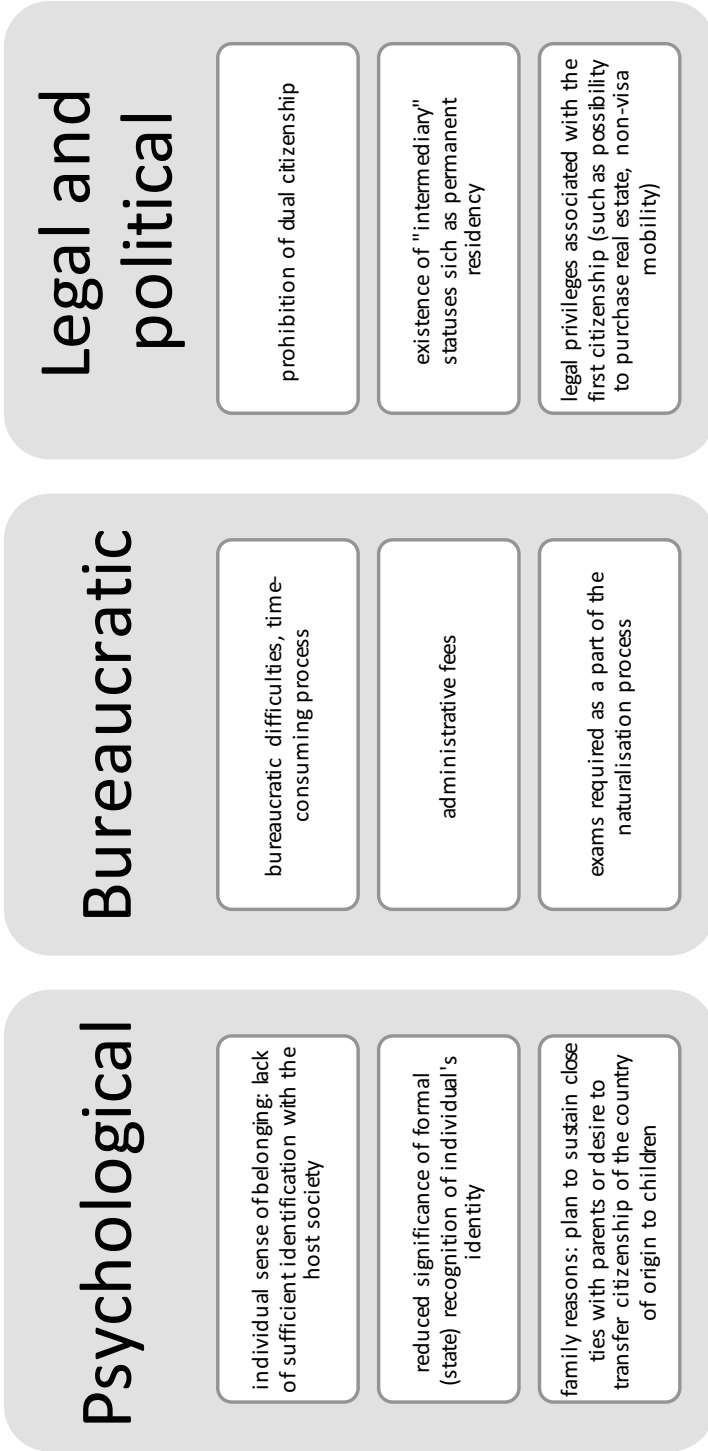 Psychological
individual sense of belonging: lack
of sufficient identification with the
host society
reduced significance of formal
(state) recognition of individual's
identity
family reasons: plan to sustain close
ties with parents or desire to
transfer citizenship of the country
of origin to children
Bureaucratic
bureaucratic difficulties, time-
consuming process
administrative fees
exams required as a part of the
naturalisation process
Legal and
political
prohibition of dual citizenship
existence of "intermediary"
statuses sich as permanent
residency
legal privileges associated with the
first citizenship (such as possibility
to purchase real estate, non-visa
mobility)